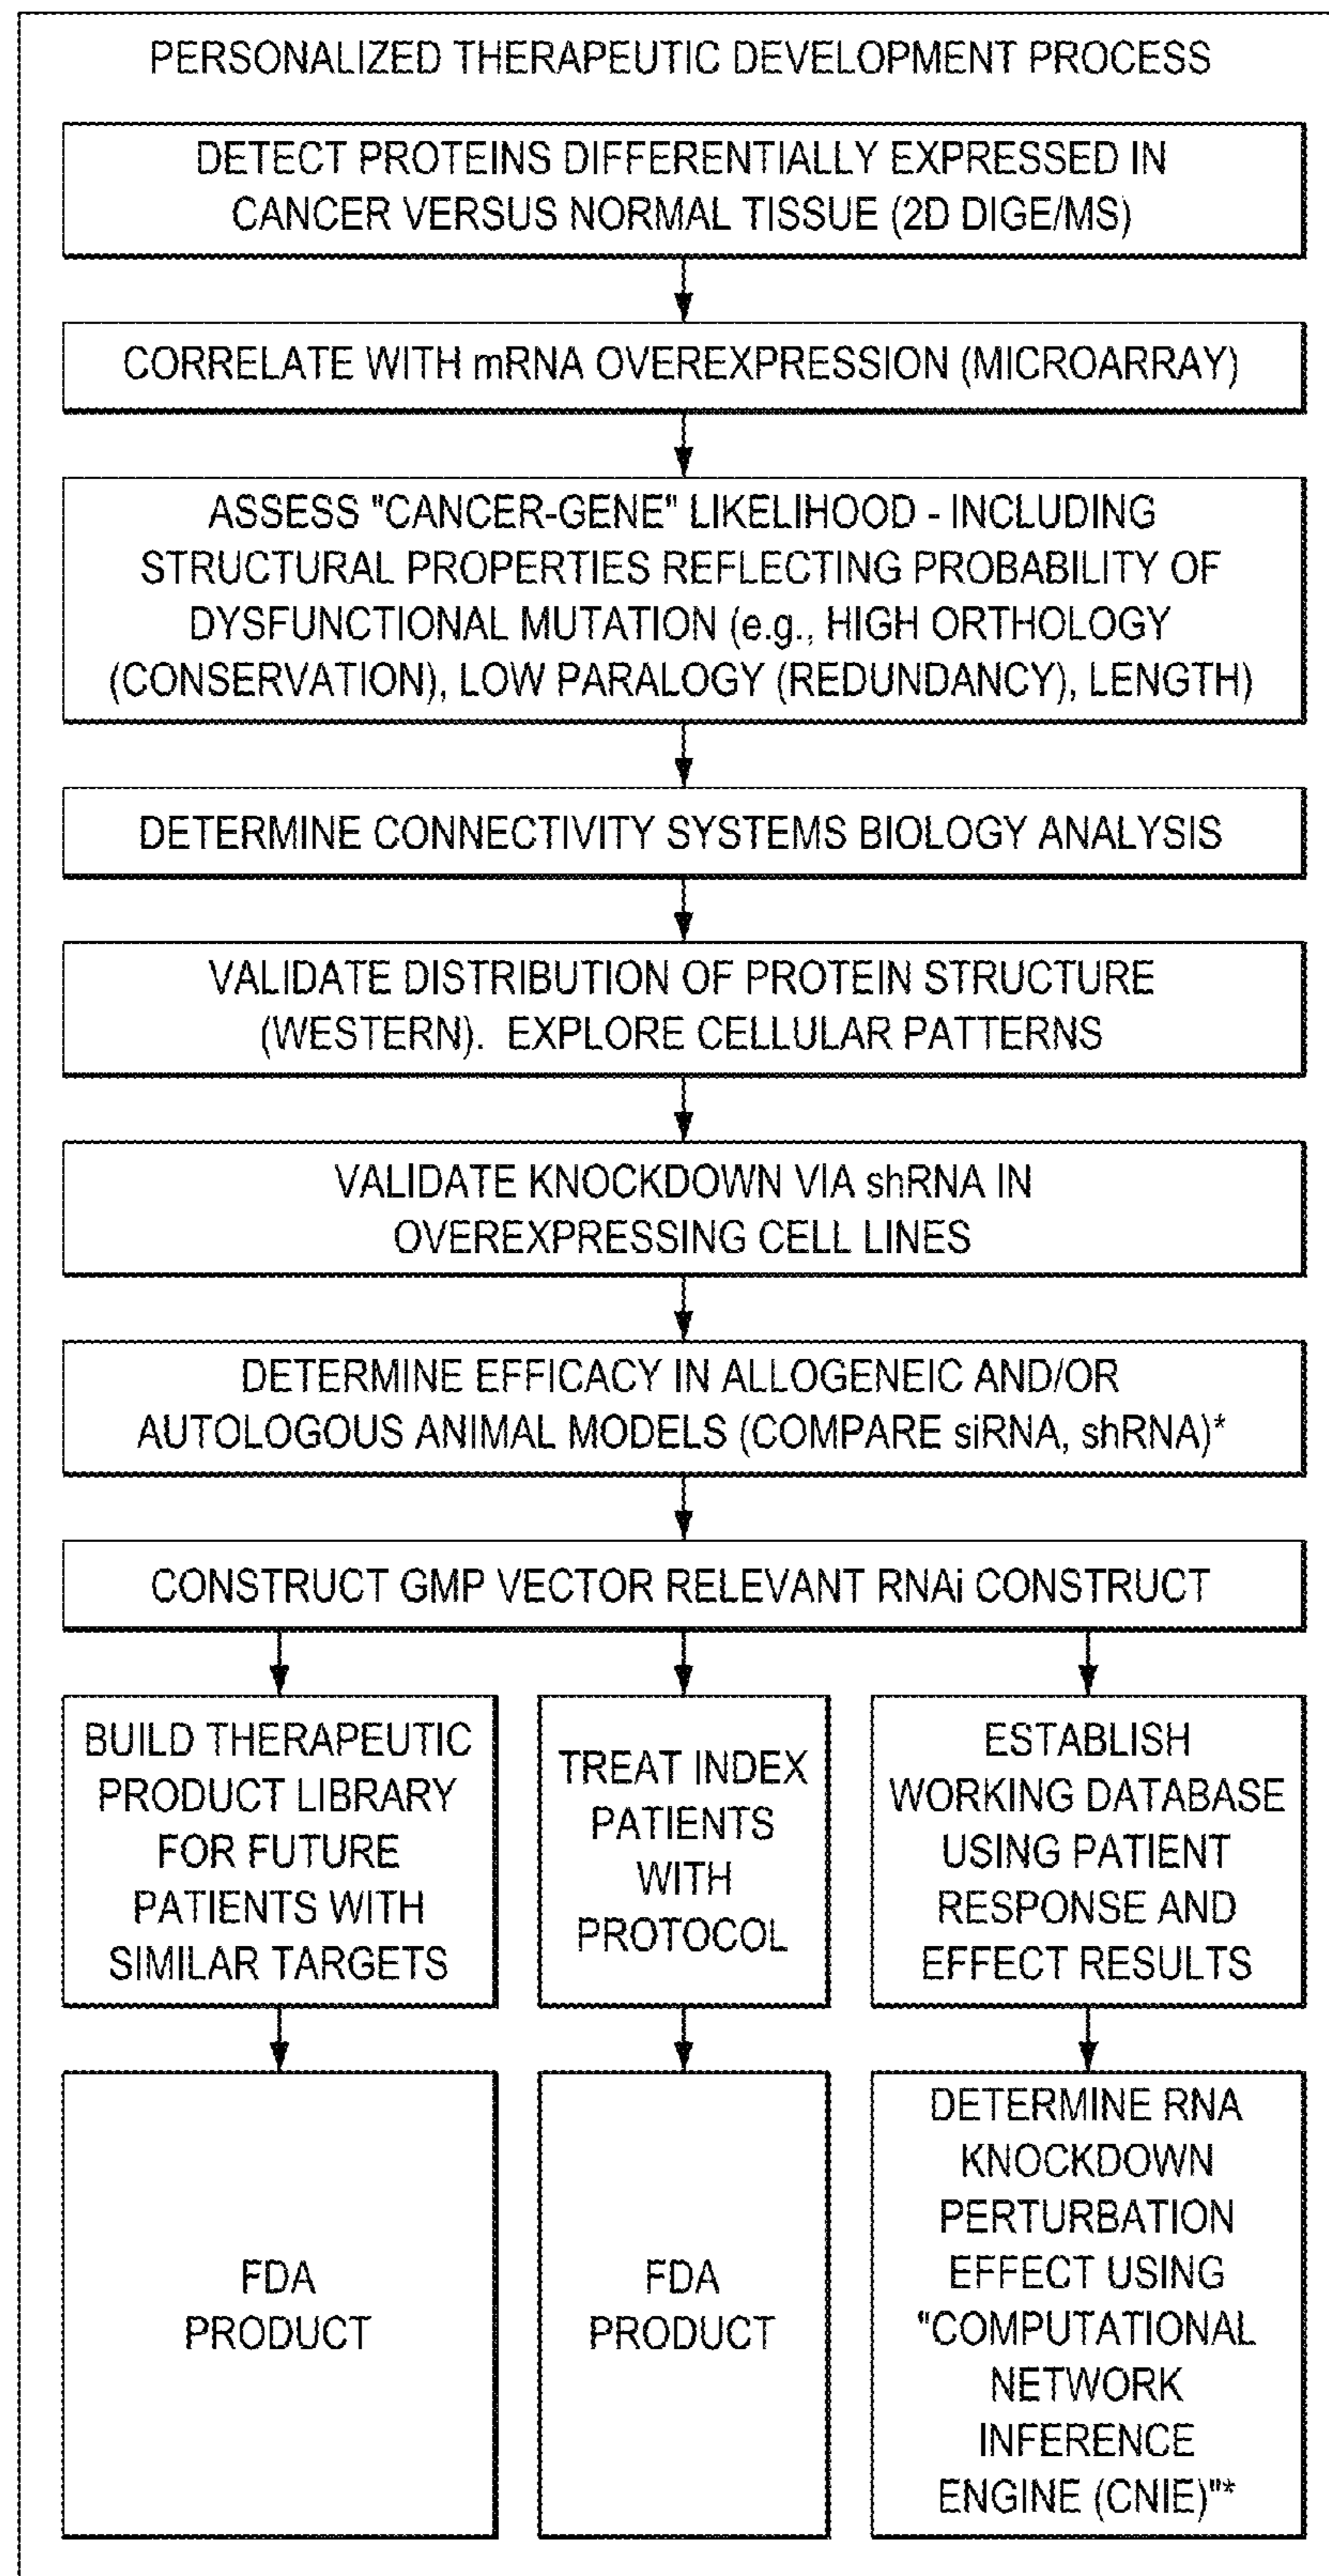 PERSONALIZED THERAPEUTIC DEVELOPMENT PROCESS
DETECT PROTEINS DIFFERENTIALLY EXPRESSED IN
CANCER VERSUS NORMAL TISSUE (2D DIGE/MS)
CORRELATE WITH mRNA OVEREXPRESSION (MICROARRAY)
ASSESS "CANCER-GENE" LIKELIHOOD - INCLUDING
STRUCTURAL PROPERTIES REFLECTING PROBABILITY OF
DYSFUNCTIONAL MUTATION (e.g., HIGH ORTHOLOGY
(CONSERVATION), LOW PARALOGY (REDUNDANCY), LENGTH)
DETERMINE CONNECTIVITY SYSTEMS BIOLOGY ANALYSIS
VALIDATE DISTRIBUTION OF PROTEIN STRUCTURE
(WESTERN). EXPLORE CELLULAR PATTERNS
VALIDATE KNOCKDOWN VIA shRNA IN
OVEREXPRESSING CELL LINES
DETERMINE EFFICACY IN ALLOGENEIC AND/OR
AUTOLOGOUS ANIMAL MODELS (COMPARE siRNA, shRNA)*
CONSTRUCT GMP VECTOR RELEVANT RNAi CONSTRUCT
BUILD THERAPEUTIC
PRODUCT LIBRARY
FOR FUTURE
PATIENTS WITH
SIMILAR TARGETS
TREAT INDEX
PATIENTS
WITH
PROTOCOL
ESTABLISH
WORKING DATABASE
USING PATIENT
RESPONSE AND
EFFECT RESULTS
FDA
PRODUCT
FDA
PRODUCT
DETERMINE RNA
KNOCKDOWN
PERTURBATION
EFFECT USING
"COMPUTATIONAL
NETWORK
INFERENCE
ENGINE (CNIE)"*